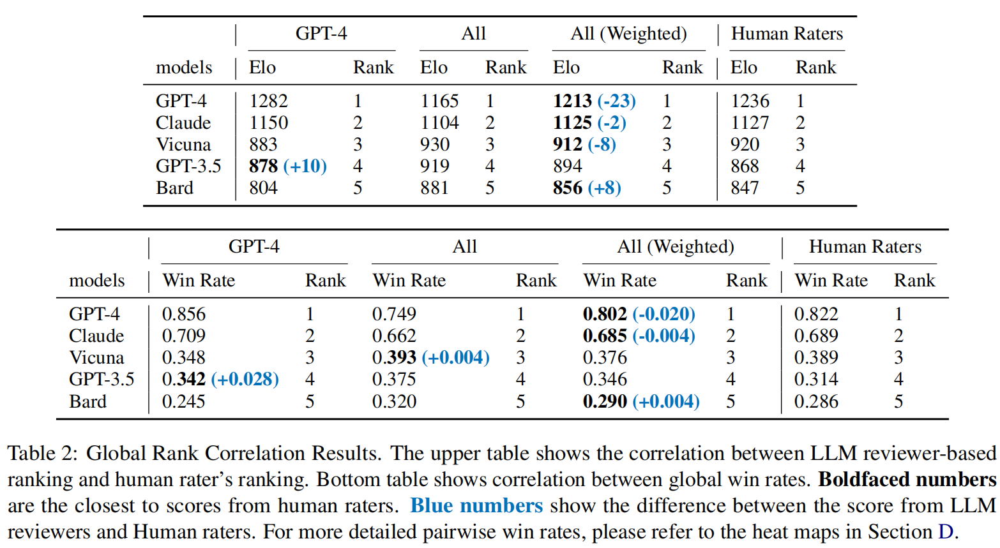 GPT-4 All All (Weighted) Human Raters
models Elo Rank Elo Rank Elo Rank Elo Rank
GPT-4 1282 1 1165 1 1213 (-23) 1 1236 1
Claude 1150 2 1104 2 1125 (-2) 2 1127 2
Vicuna 883 3 930 3 912 (-8) 3 920 3
GPT-3.5 878 (+10) 4 919 4 894 4 868 4
Bard 804 5 881 5 856 (+8) 5 847 5
GPT-4 All All (Weighted) Human Raters
models Win Rate Rank Win Rate Rank Win Rate Rank Win Rate Rank
GPT-4 0.856 1 0.749 1 0.802 (-0.020) 1 0.822 1
Claude 0.709 2 0.662 2 0.685 (-0.004) 2 0.689 2
Vicuna 0.348 3 0.393 (+0.004) 3 0.376 3 0.389 3
GPT-3.5 0.342 (+0.028) 4 0.375 4 0.346 4 0.314 4
Bard 0.245 5 0.320 5 0.290 (+0.004) 5 0.286 5
Table 2: Global Rank Correlation Results. The upper table shows the correlation between LLM reviewer-based
ranking and human rater's ranking. Bottom table shows correlation between global win rates. Boldfaced numbers
are the closest to scores from human raters. Blue numbers show the difference between the score from LLM
reviewers and Human raters. For more detailed pairwise win rates, please refer to the heat maps in Section D.